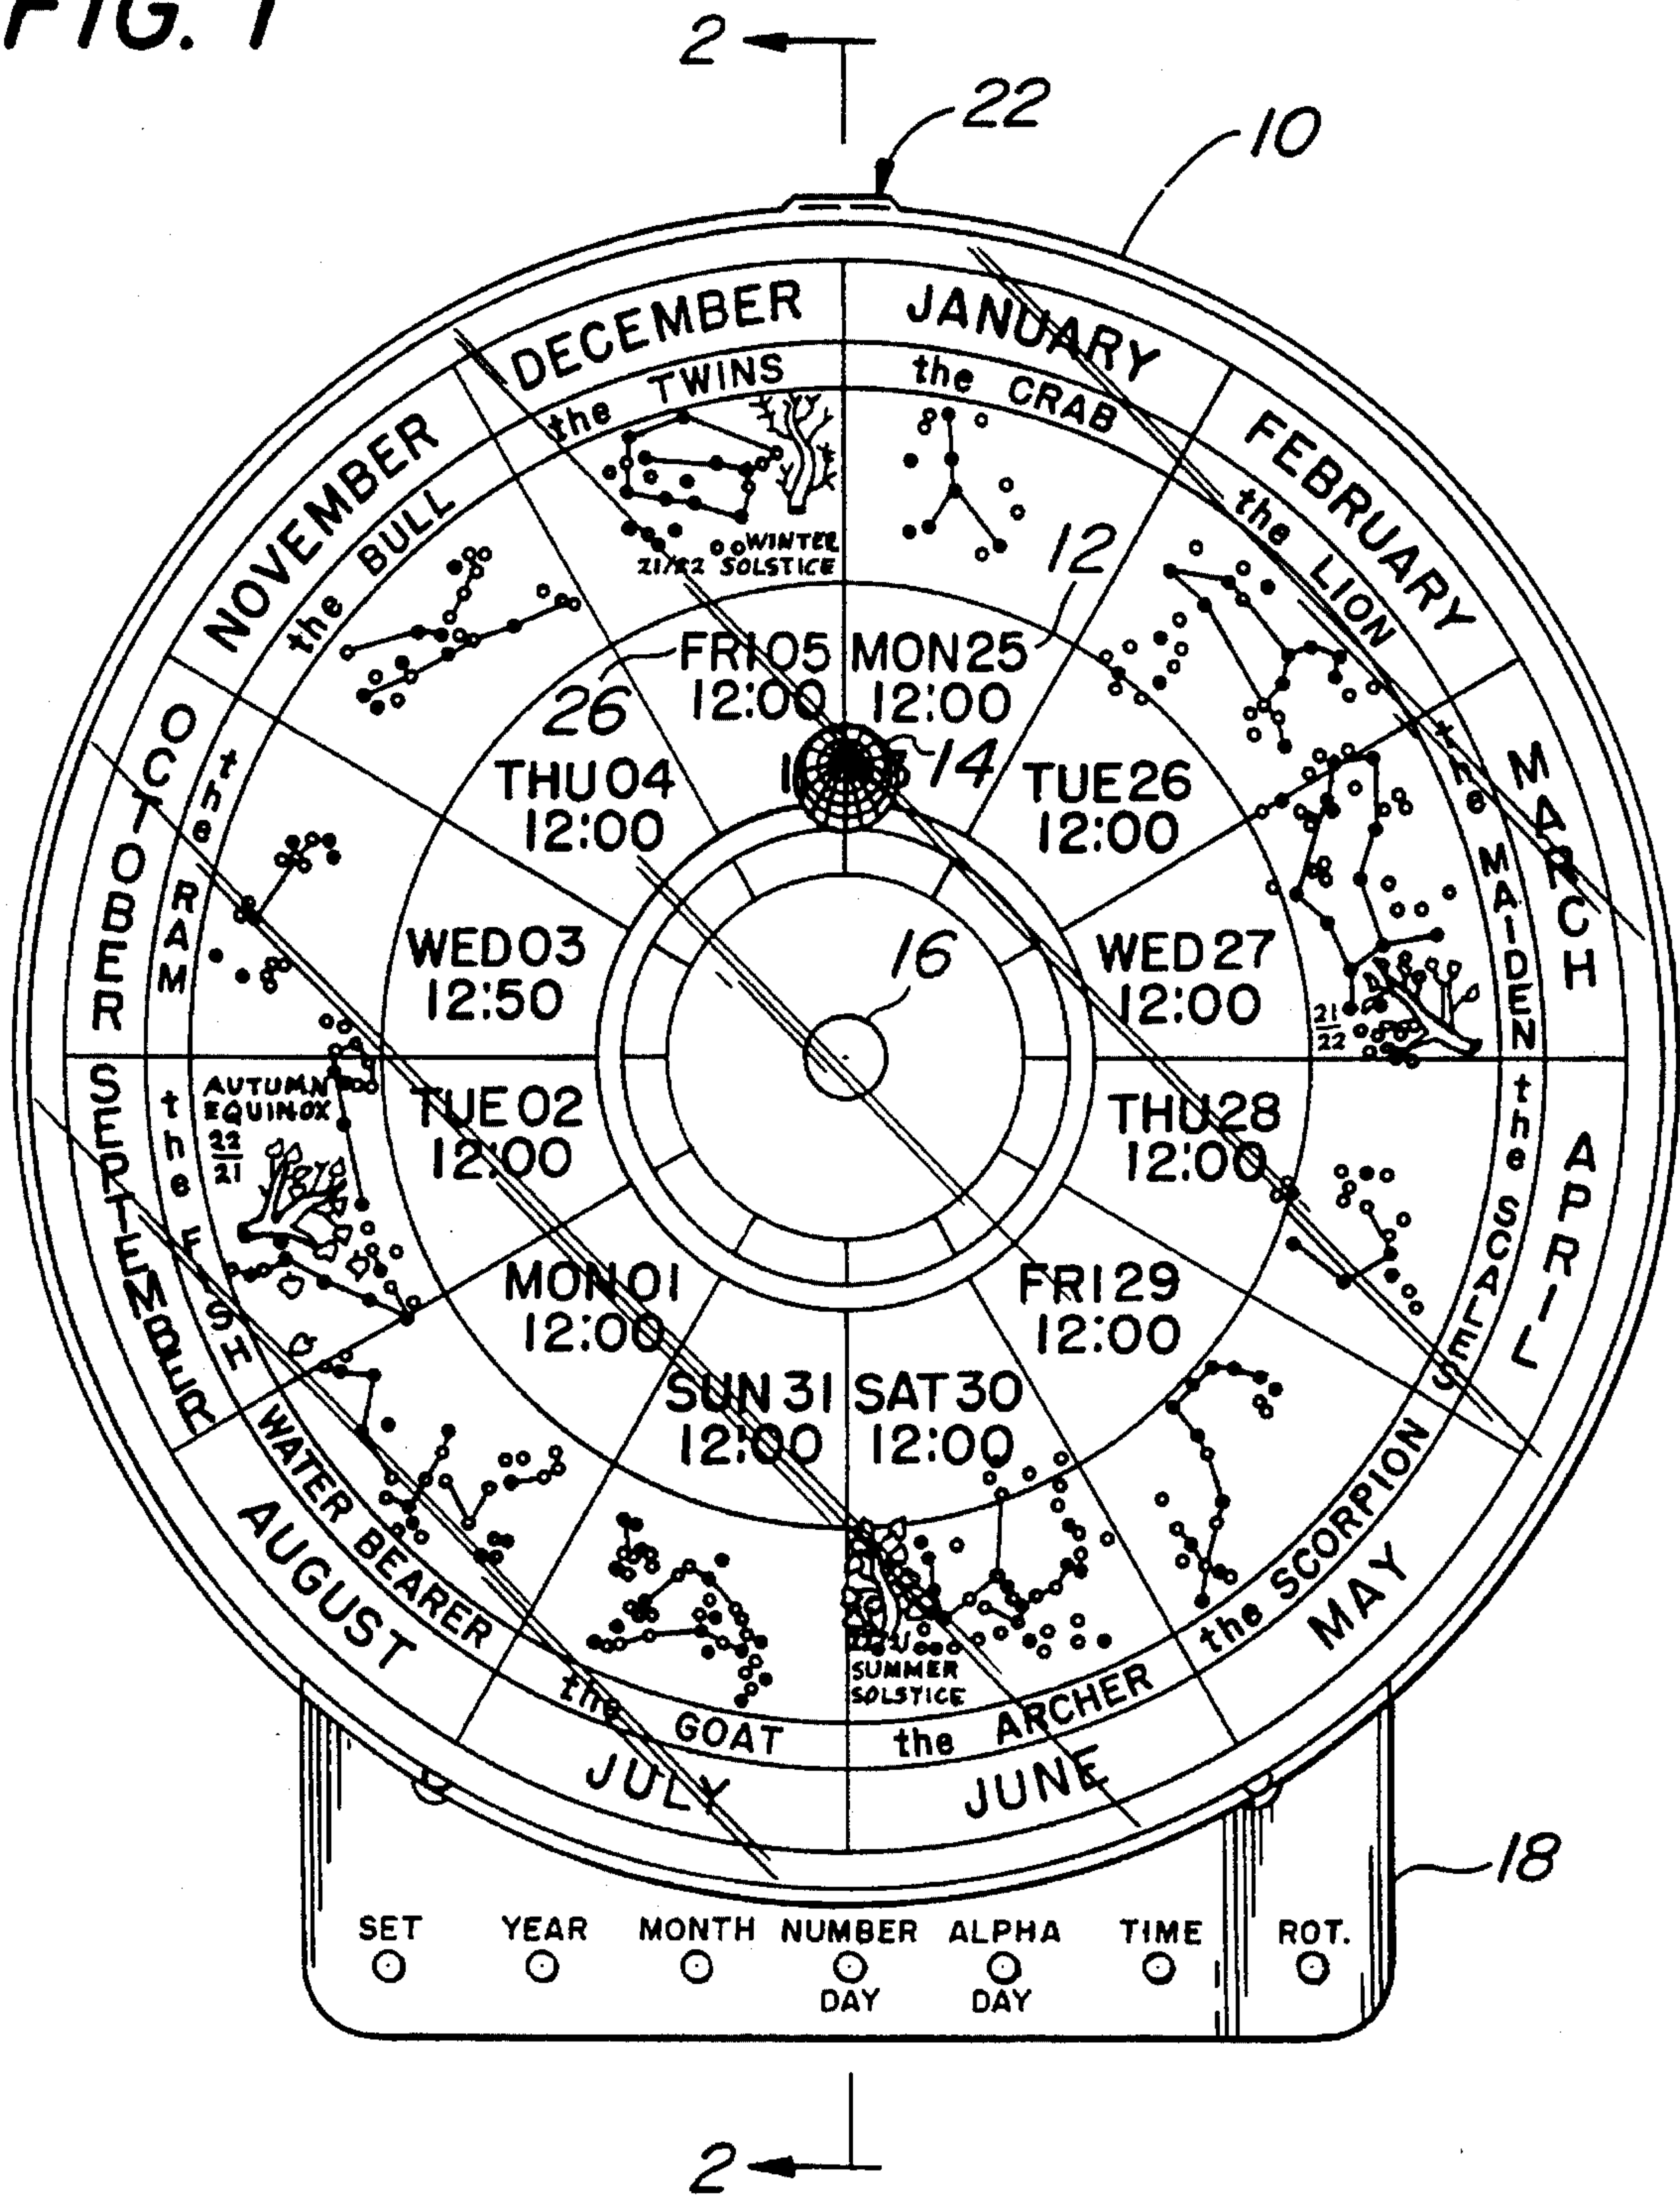 FIG. 1
2
22
10
DECEMBER
JANUARY
the TWINS
the CRAB
NOVEMBER
FEBRUARY
the BULL
the LION
WINTER
21/22 SOLSTICE
12
FRI 05
12:00
MON 25
12:00
26
14
OCTOBER
the RAM
MARCH
the MAIDEN
THU 04
12:00
TUE 26
12:00
WED 03
12:50
WED 27
12:00
16
21
22
AUTUMN
EQUINOX
22
21
SEPTEMBER
the FISH
TUE 02
12:00
THU 28
12:00
APRIL
the SCALES
MON 01
12:00
FRI 29
12:00
SUN 31
12:00
SAT 30
12:00
AUGUST
WATER BEARER
MAY
the SCORPION
SUMMER
SOLSTICE
the GOAT
the ARCHER
JULY
JUNE
18
SET
YEAR
MONTH
NUMBER
DAY
ALPHA
DAY
TIME
ROT.
2